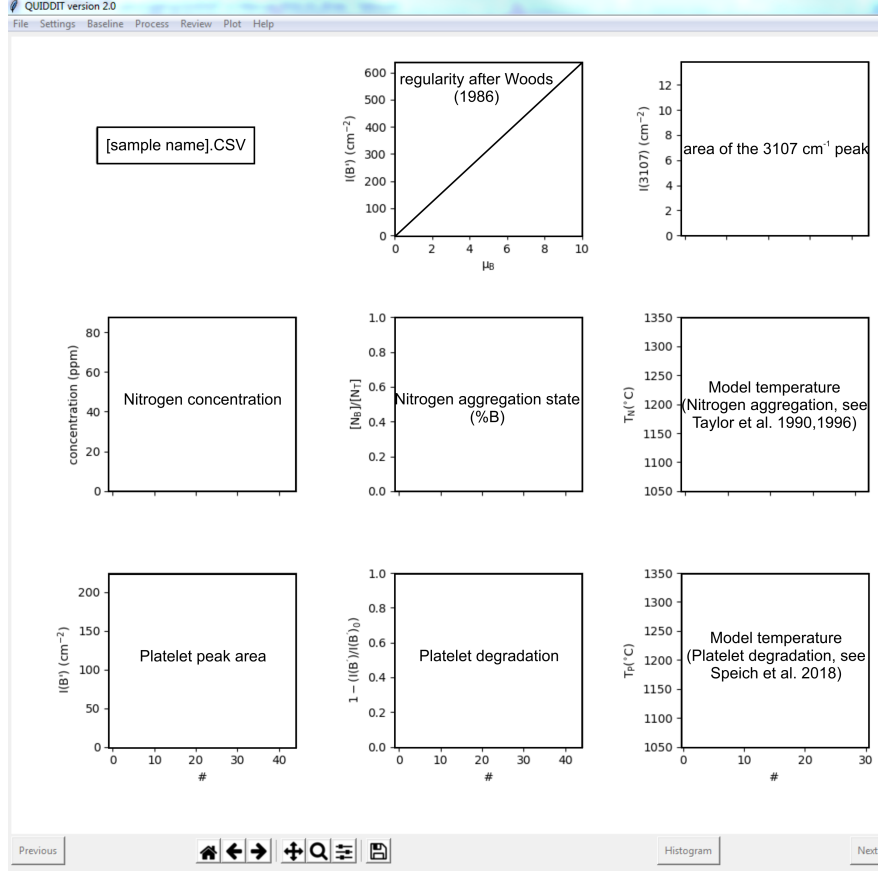 QUIDDIT version 2.0
File Settings Baseline Process Review Plot Help
[sample name].CSV
600
500
400
300
200
100
0
I(B') (cm⁻²)
regularity after Woods
(1986)
0 2 4 6 8 10
μB
12
10
8
6
4
2
0
I(3107) (cm⁻²)
area of the 3107 cm⁻¹ peak
80
60
40
20
0
concentration (ppm)
Nitrogen concentration
1.0
0.8
0.6
0.4
0.2
0.0
[NB]/[NT]
Nitrogen aggregation state
(%B)
1350
1300
1250
1200
1150
1100
1050
TN(°C)
Model temperature
(Nitrogen aggregation, see
Taylor et al. 1990,1996)
200
150
100
50
0
I(B') (cm⁻²)
Platelet peak area
0 10 20 30 40
#
1.0
0.8
0.6
0.4
0.2
0.0
1 − (I(B')/I(B')₀)
Platelet degradation
0 10 20 30 40
#
1350
1300
1250
1200
1150
1100
1050
TP(°C)
Model temperature
(Platelet degradation, see
Speich et al. 2018)
0 10 20 30
#
Previous
Histogram
Next